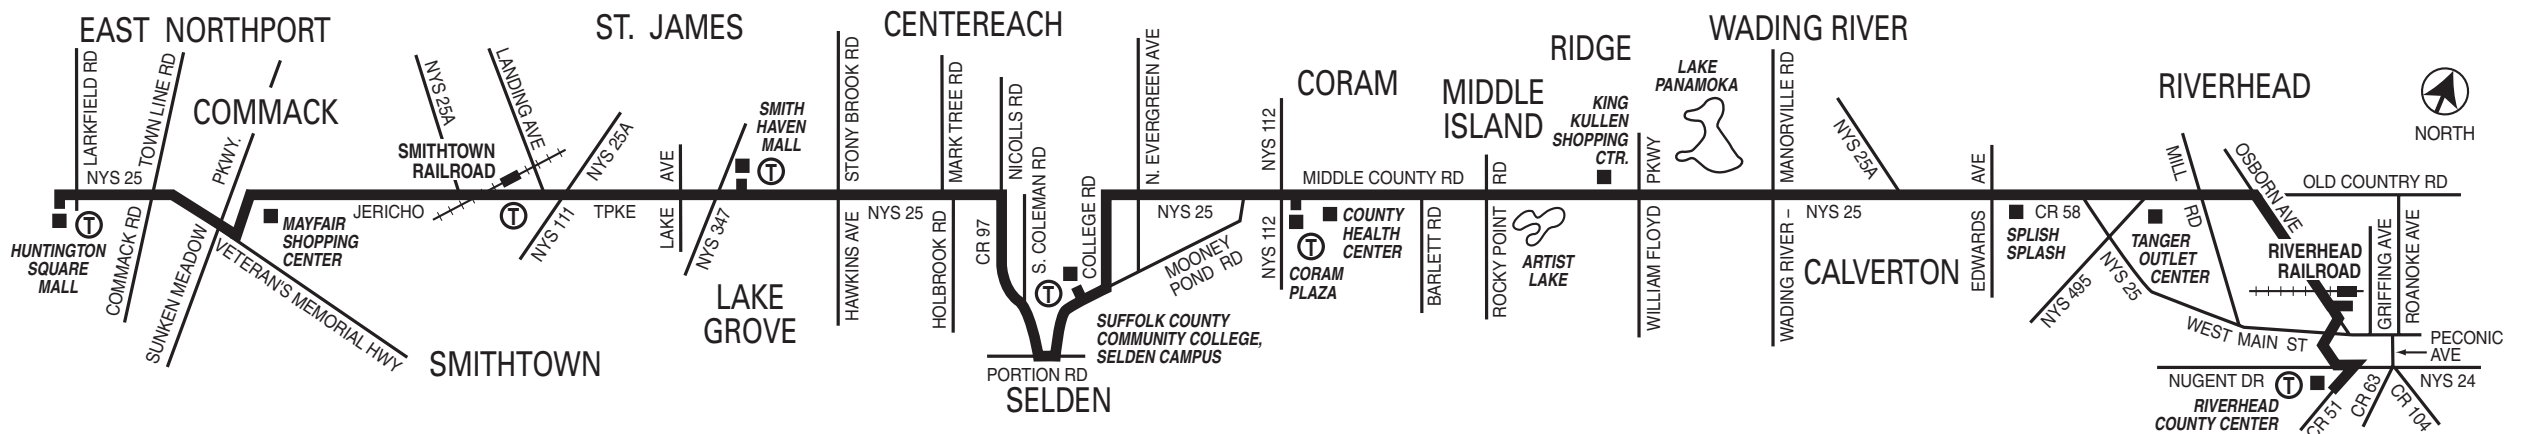 EAST NORTHPORT
ST. JAMES
CENTEREACH
WADING RIVER
RIDGE
CORAM
MIDDLE
ISLAND
RIVERHEAD
COMMACK
LARKFIELD RD
TOWN LINE RD
PKWY.
NYS 25A
LANDING AVE
NYS 25A
SMITHTOWN
RAILROAD
SMITH
HAVEN
MALL
AVE
STONY BROOK RD
MARK TREE RD
NICOLLS RD
S. COLEMAN RD
COLLEGE RD
N. EVERGREEN AVE
NYS 112
MIDDLE COUNTY RD
RD
KING
KULLEN
SHOPPING
CTR.
LAKE
PANAMOKA
PKWY
MANORVILLE RD
NYS 25A
AVE
MILL
RD
OSBORN AVE
OLD COUNTRY RD
NORTH
NYS 25
T
HUNTINGTON
SQUARE
MALL
COMMACK RD
SUNKEN MEADOW
VETERAN'S MEMORIAL HWY
MAYFAIR
SHOPPING
CENTER
JERICHO
T
NYS 111
TPKE
LAKE
NYS 347
T
HAWKINS AVE
NYS 25
HOLBROOK RD
CR 97
T
NYS 25
MOONEY
POND RD
NYS 112
T
CORAM
PLAZA
COUNTY
HEALTH
CENTER
BARLETT RD
ROCKY POINT
ARTIST
LAKE
WILLIAM FLOYD
WADING RIVER –
NYS 25
CALVERTON
EDWARDS
CR 58
SPLISH
SPLASH
NYS 495
NYS 25
TANGER
OUTLET
CENTER
RIVERHEAD
RAILROAD
GRIFFING AVE
ROANOKE AVE
WEST MAIN ST
PECONIC
AVE
SMITHTOWN
LAKE
GROVE
SUFFOLK COUNTY
COMMUNITY COLLEGE,
SELDEN CAMPUS
PORTION RD
SELDEN
NUGENT DR
T
RIVERHEAD
COUNTY CENTER
CR 51
CR 63
CR 104
NYS 24